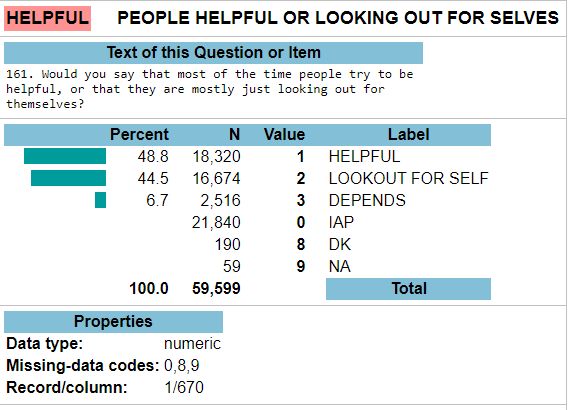 HELPFUL PEOPLE HELPFUL OR LOOKING OUT FOR SELVES
Text of this Question or Item
161. Would you say that most of the time people try to be
helpful, or that they are mostly just looking out for
themselves?
Percent N Value Label
48.8 18,320 1 HELPFUL
44.5 16,674 2 LOOKOUT FOR SELF
6.7 2,516 3 DEPENDS
21,840 0 IAP
190 8 DK
59 9 NA
100.0 59,599 Total
Properties
Data type: numeric
Missing-data codes: 0,8,9
Record/column: 1/670